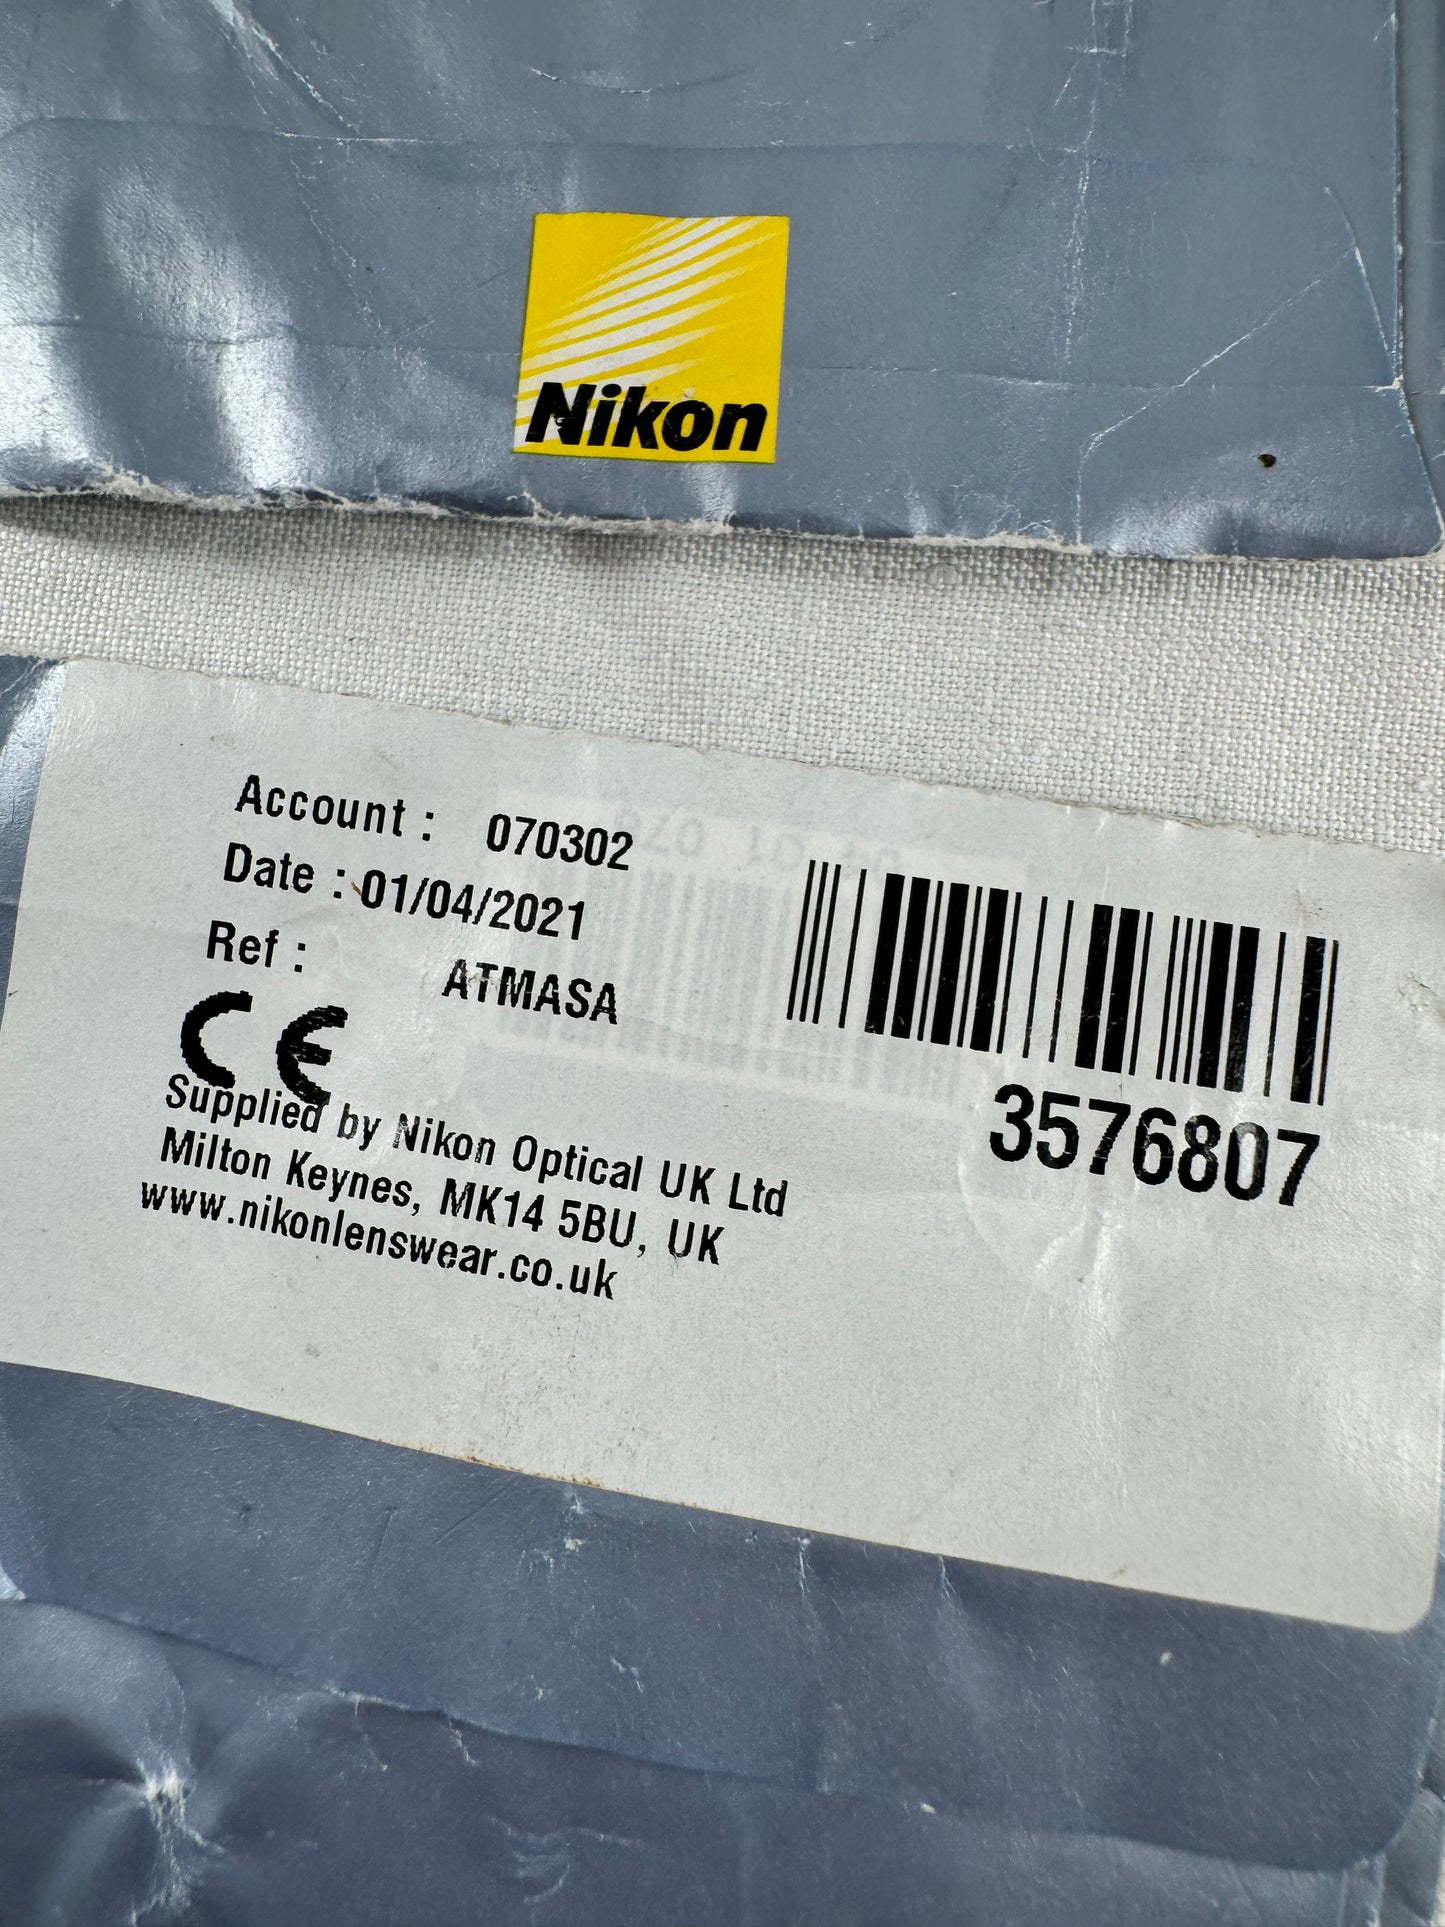 Nikon
Account : 070302
Date : 01/04/2021
Ref : ATMASA
CE
Supplied by Nikon Optical UK Ltd
Milton Keynes, MK14 5BU, UK
www.nikonlenswear.co.uk
3576807